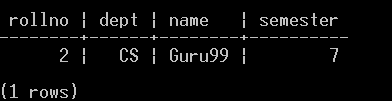 rollno | dept | name | semester
--------+------+--------+----------
2 | CS | Guru99 | 7
(1 rows)